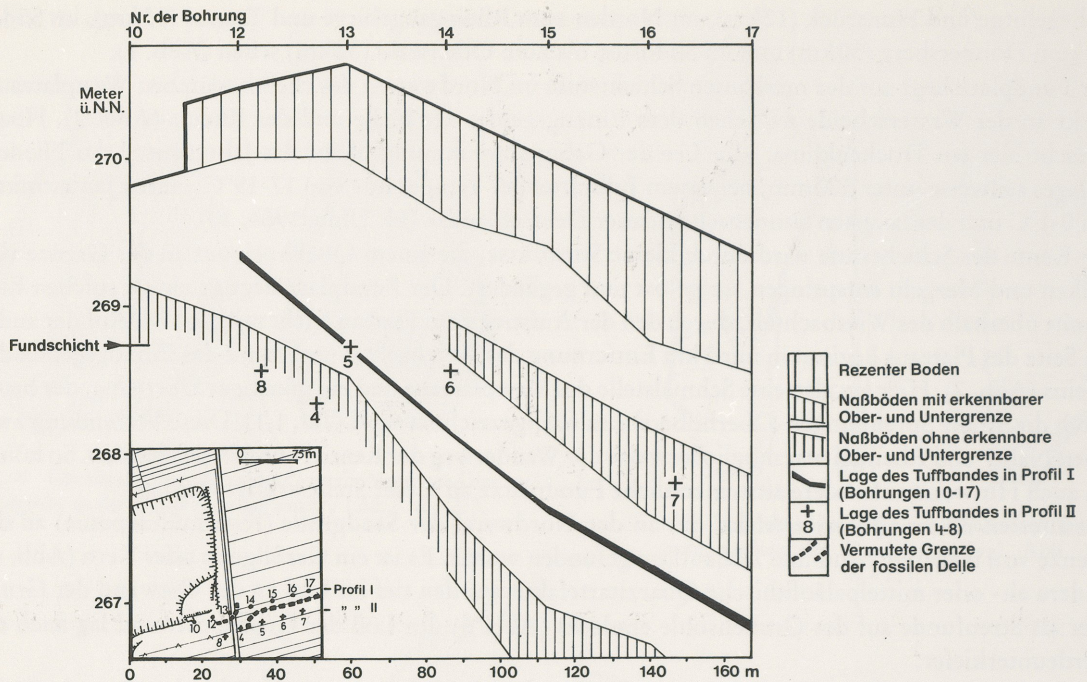 Nr. der Bohrung
10 12 13 14 15 16 17
Meter
ü.N.N.
270
269
Fundschicht
268
267
5
8
4
6
7
0 75m
Profil I
" " II
10 12 13 14 15 16 17
8 4 5 6 7
0 20 40 60 80 100 120 140 160 m
Rezenter Boden
Naßböden mit erkennbarer
Ober- und Untergrenze
Naßböden ohne erkennbare
Ober- und Untergrenze
Lage des Tuffbandes in Profil I
(Bohrungen 10-17)
8
Lage des Tuffbandes in Profil II
(Bohrungen 4-8)
Vermutete Grenze
der fossilen Delle